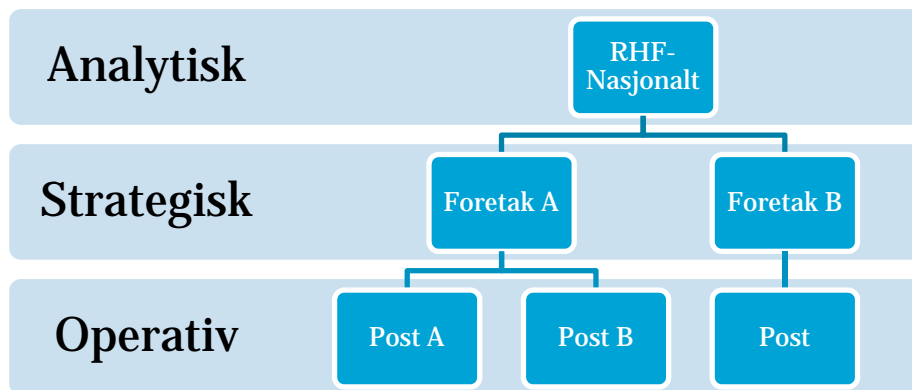 Analytisk
RHF-
Nasjonalt
Strategisk
Foretak A
Foretak B
Operativ
Post A
Post B
Post